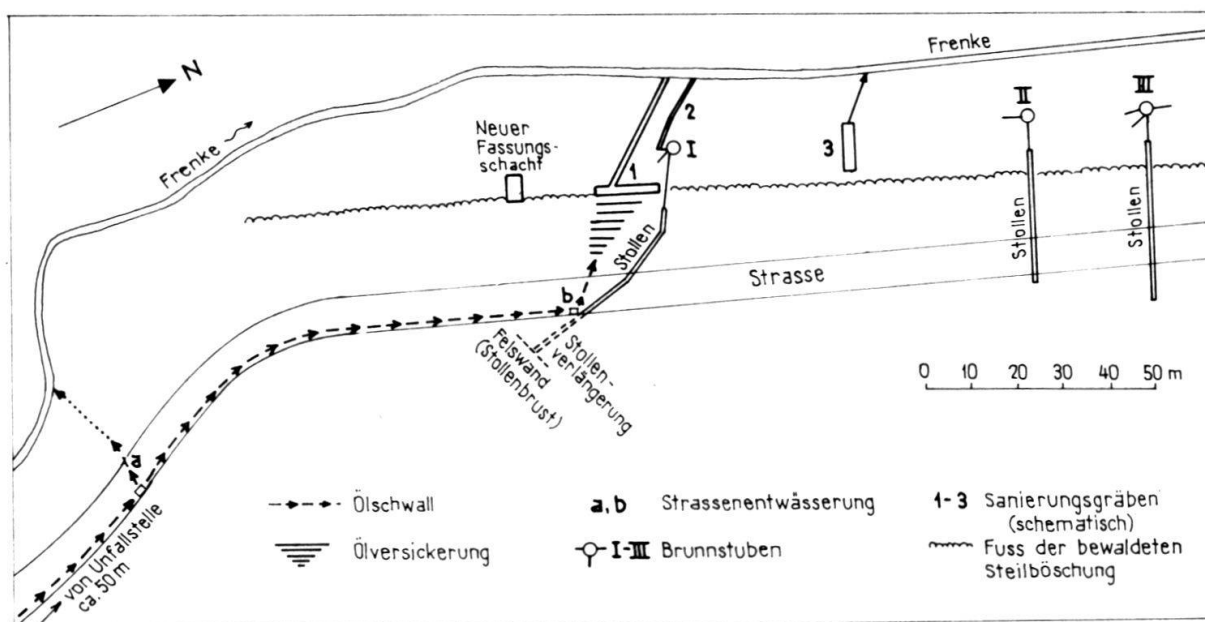 N
Frenke
Frenke
Neuer
Fassungs-
schacht
1
2
I
3
II
III
Stollen
Stollen
Stollen
Strasse
b
Stollen-
verlängerung
Felswand
(Stollenbrust)
a
von Unfallstelle
ca. 50 m
0 10 20 30 40 50 m
Ölschwall
a,b Strassenentwässerung
1-3 Sanierungsgräben
(schematisch)
Ölversickerung
I-III Brunnstuben
Fuss der bewaldeten
Steilböschung